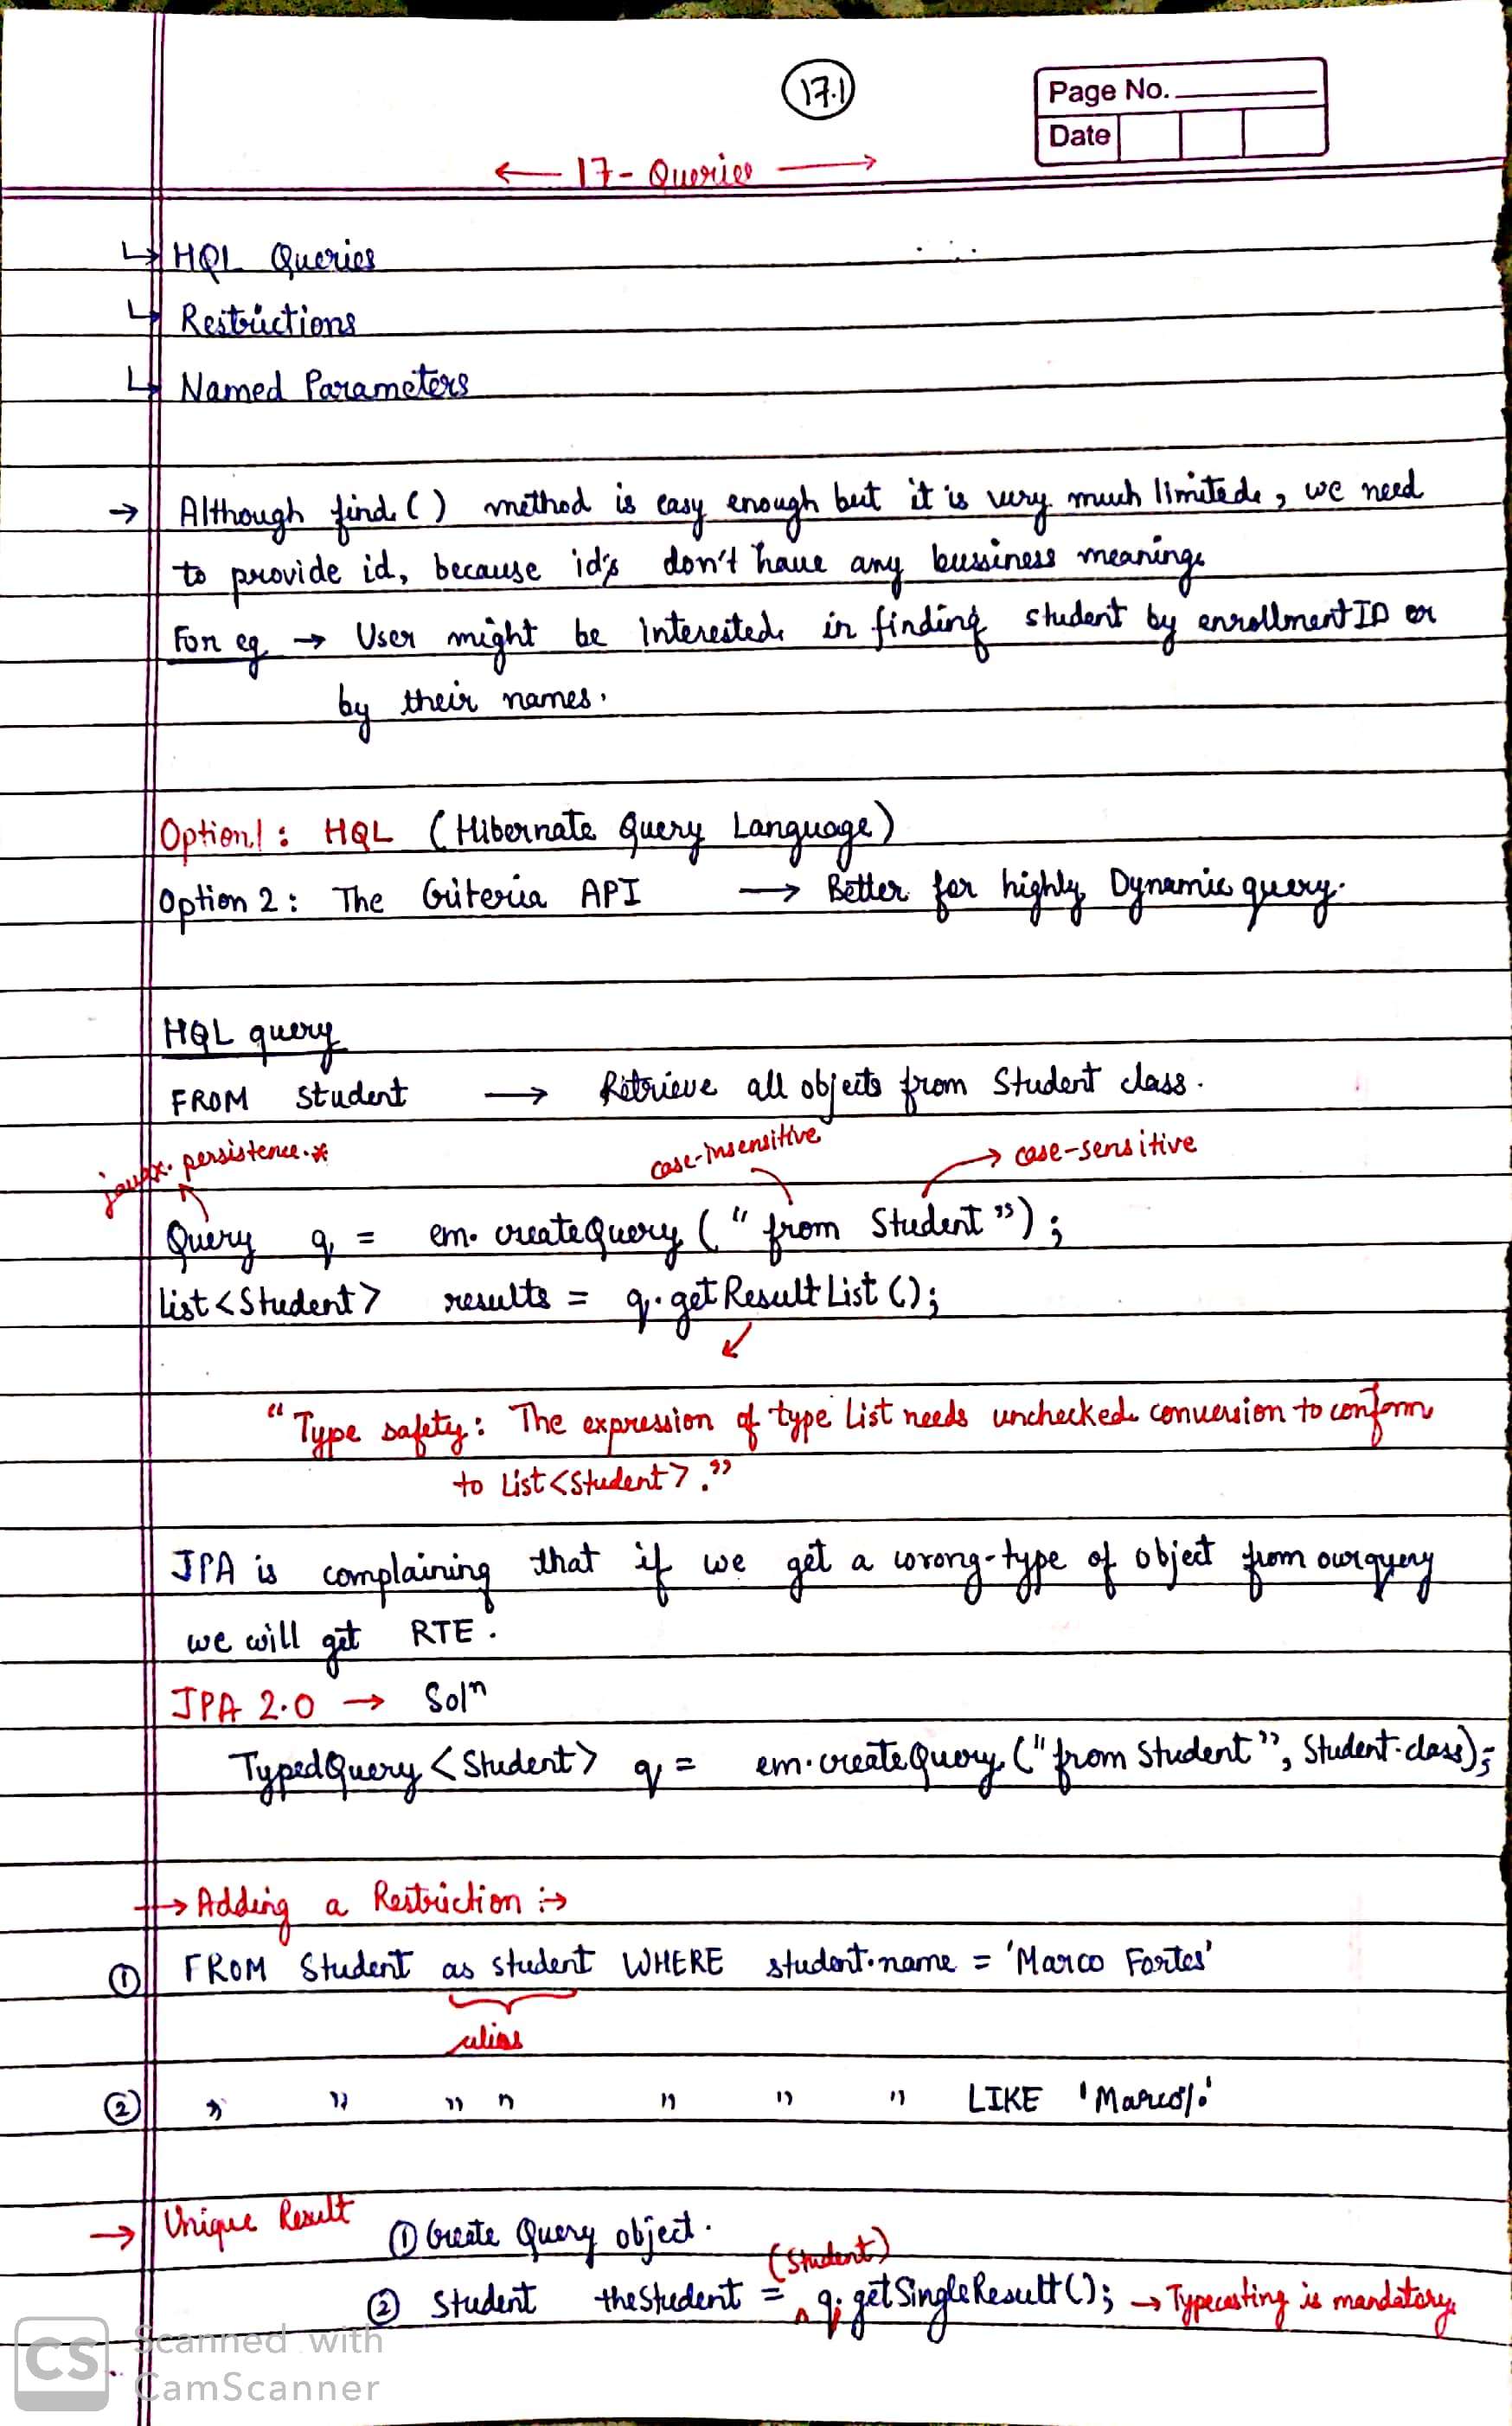 17.1
Page No.
Date
← 17 - Queries →
↳ HQL Queries
↳ Restrictions
↳ Named Parameters
→ Although find() method is easy enough but it is very much limited, we need
to provide id, because id's don't have any bussiness meaning.
For eg → User might be interested in finding student by enrollment ID or
by their names.
Option 1 : HQL (Hibernate Query Language)
Option 2 : The Criteria API → Better for highly Dynamic query.
HQL query
FROM Student → Retrieve all objects from Student class.
javax.persistence.* case-insensitive → case-sensitive
Query q = em.createQuery("from Student");
List<Student> results = q.getResultList();
"Type safety: The expression of type List needs unchecked conversion to conform
to List<Student>."
JPA is complaining that if we get a wrong-type of object from our query
we will get RTE.
JPA 2.0 → Solⁿ
TypedQuery<Student> q = em.createQuery("from Student", Student.class);
→ Adding a Restriction :→
① FROM Student as student WHERE student.name = 'Marco Fortes'
alias
② " " " " " " " LIKE 'Marco%'
→ Unique Result ① Create Query object.
(Student)
② Student theStudent = q.getSingleResult(); → Typecasting is mandatory.
CS Scanned with
CamScanner